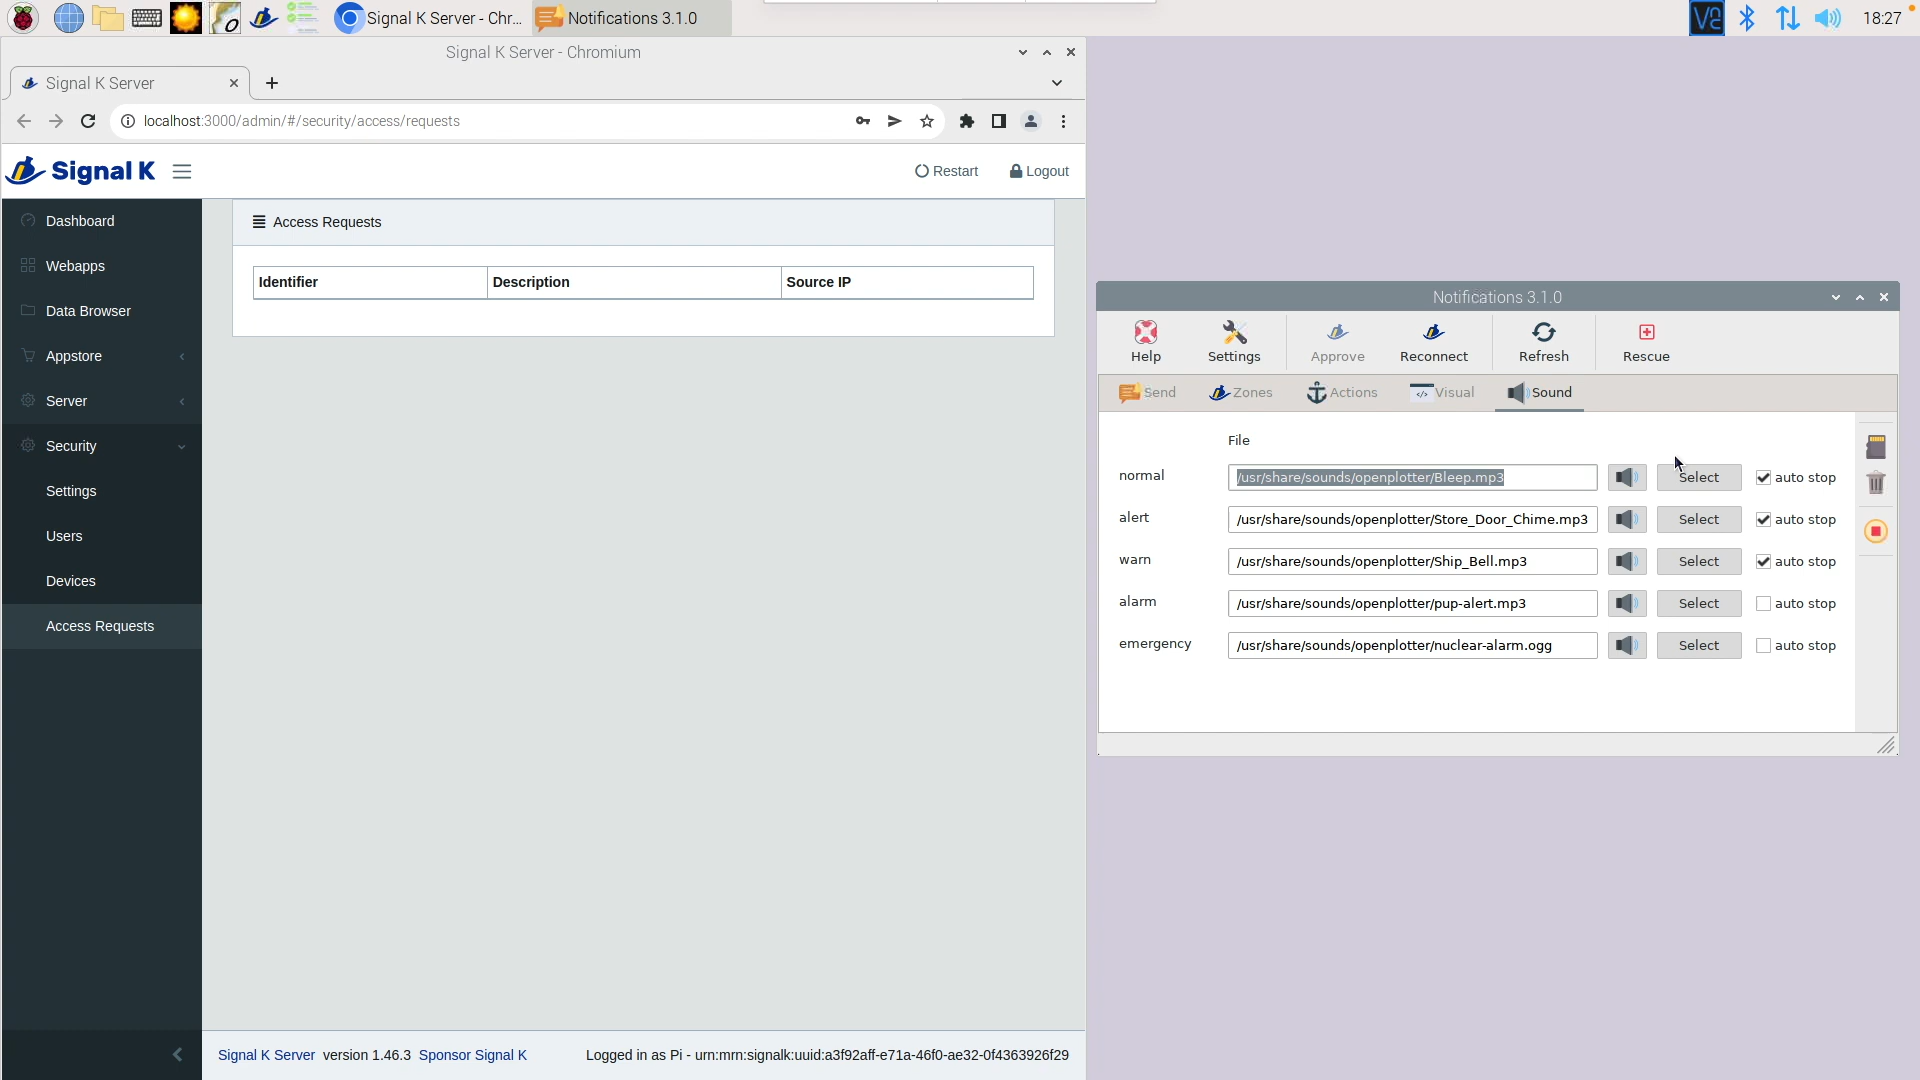 Signal K Server - Chr...
Notifications 3.1.0
18:27
Signal K Server - Chromium
Signal K Server
localhost:3000/admin/#/security/access/requests
Signal K
Restart
Logout
Dashboard
Webapps
Data Browser
Appstore
Server
Security
Settings
Users
Devices
Access Requests
Access Requests
Identifier
Description
Source IP
Signal K Server version 1.46.3 Sponsor Signal K
Logged in as Pi - urn:mrn:signalk:uuid:a3f92aff-e71a-46f0-ae32-0f4363926f29
Notifications 3.1.0
Help
Settings
Approve
Reconnect
Refresh
Rescue
Send
Zones
Actions
Visual
Sound
File
normal /usr/share/sounds/openplotter/Bleep.mp3 Select auto stop
alert /usr/share/sounds/openplotter/Store_Door_Chime.mp3 Select auto stop
warn /usr/share/sounds/openplotter/Ship_Bell.mp3 Select auto stop
alarm /usr/share/sounds/openplotter/pup-alert.mp3 Select auto stop
emergency /usr/share/sounds/openplotter/nuclear-alarm.ogg Select auto stop